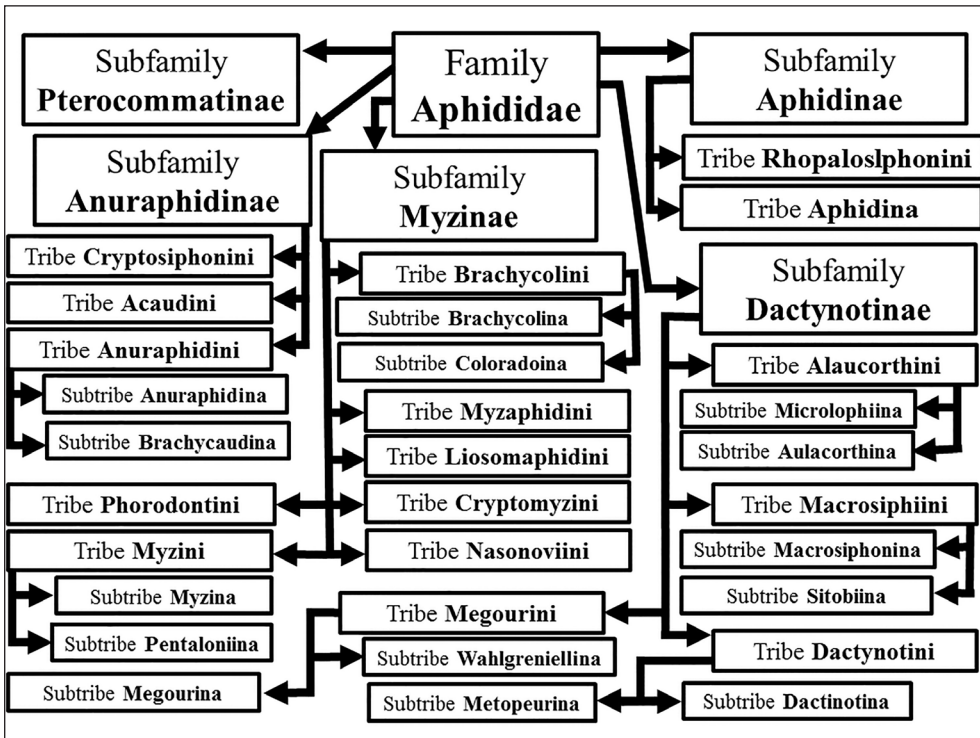 Family
Aphididae
Subfamily
Pterocommatinae
Subfamily
Aphidinae
Tribe Rhopaloslphonini
Tribe Aphidina
Subfamily
Anuraphidinae
Tribe Cryptosiphonini
Tribe Acaudini
Tribe Anuraphidini
Subtribe Anuraphidina
Subtribe Brachycaudina
Subfamily
Myzinae
Tribe Brachycolini
Subtribe Brachycolina
Subtribe Coloradoina
Tribe Myzaphidini
Tribe Liosomaphidini
Tribe Phorodontini
Tribe Cryptomyzini
Tribe Myzini
Tribe Nasonoviini
Subtribe Myzina
Subtribe Pentaloniina
Subfamily
Dactynotinae
Tribe Alaucorthini
Subtribe Microlophiina
Subtribe Aulacorthina
Tribe Macrosiphiini
Subtribe Macrosiphonina
Subtribe Sitobiina
Tribe Megourini
Subtribe Wahlgreniellina
Subtribe Megourina
Tribe Dactynotini
Subtribe Metopeurina
Subtribe Dactinotina